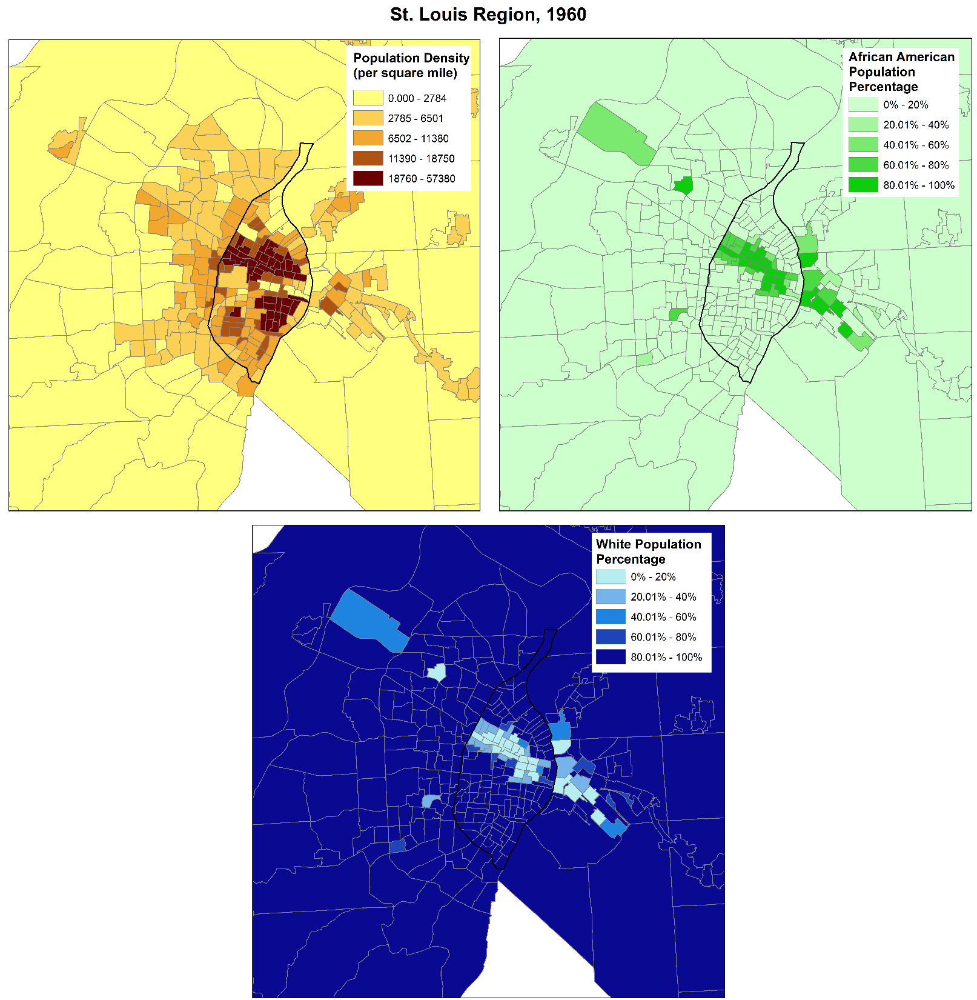 St. Louis Region, 1960
Population Density
(per square mile)
0.000 - 2784
2785 - 6501
6502 - 11380
11390 - 18750
18760 - 57380
African American
Population
Percentage
0% - 20%
20.01% - 40%
40.01% - 60%
60.01% - 80%
80.01% - 100%
White Population
Percentage
0% - 20%
20.01% - 40%
40.01% - 60%
60.01% - 80%
80.01% - 100%